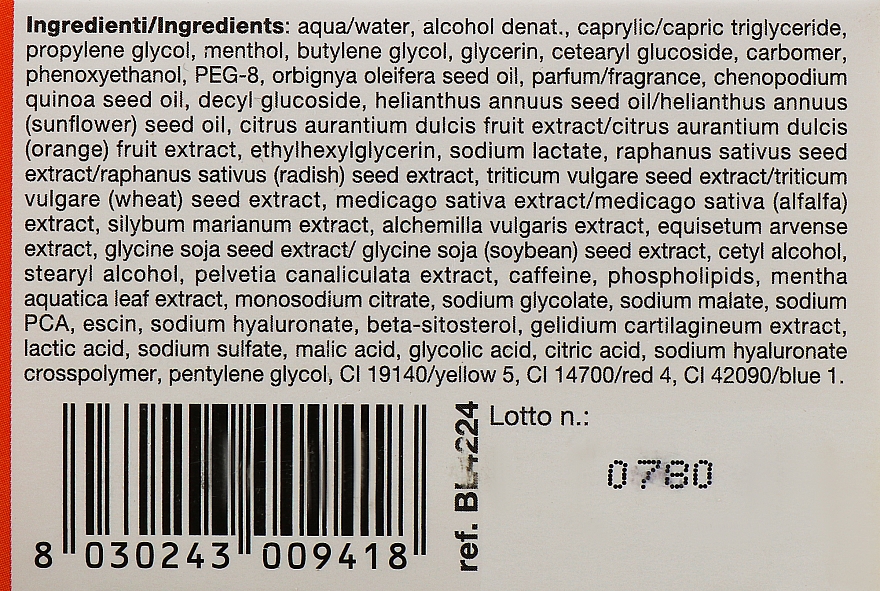 Ingredienti/Ingredients: aqua/water, alcohol denat., caprylic/capric triglyceride,
propylene glycol, menthol, butylene glycol, glycerin, cetearyl glucoside, carbomer,
phenoxyethanol, PEG-8, orbignya oleifera seed oil, parfum/fragrance, chenopodium
quinoa seed oil, decyl glucoside, helianthus annuus seed oil/helianthus annuus
(sunflower) seed oil, citrus aurantium dulcis fruit extract/citrus aurantium dulcis
(orange) fruit extract, ethylhexylglycerin, sodium lactate, raphanus sativus seed
extract/raphanus sativus (radish) seed extract, triticum vulgare seed extract/triticum
vulgare (wheat) seed extract, medicago sativa extract/medicago sativa (alfalfa)
extract, silybum marianum extract, alchemilla vulgaris extract, equisetum arvense
extract, glycine soja seed extract/ glycine soja (soybean) seed extract, cetyl alcohol,
stearyl alcohol, pelvetia canaliculata extract, caffeine, phospholipids, mentha
aquatica leaf extract, monosodium citrate, sodium glycolate, sodium malate, sodium
PCA, escin, sodium hyaluronate, beta-sitosterol, gelidium cartilagineum extract,
lactic acid, sodium sulfate, malic acid, glycolic acid, citric acid, sodium hyaluronate
crosspolymer, pentylene glycol, CI 19140/yellow 5, CI 14700/red 4, CI 42090/blue 1.
8 030243 009418
ref. BL4224
Lotto n.:
0780